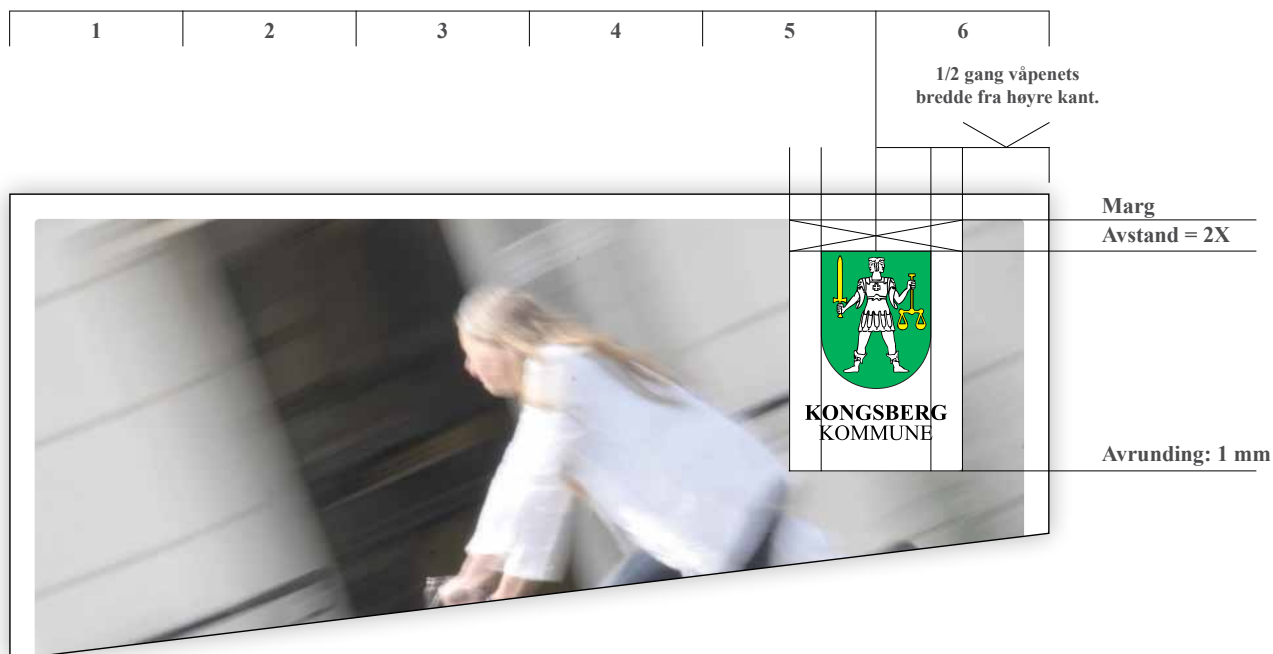 1 2 3 4 5 6
1/2 gang våpenets
bredde fra høyre kant.
Marg
Avstand = 2X
KONGSBERG
KOMMUNE
Avrunding: 1 mm